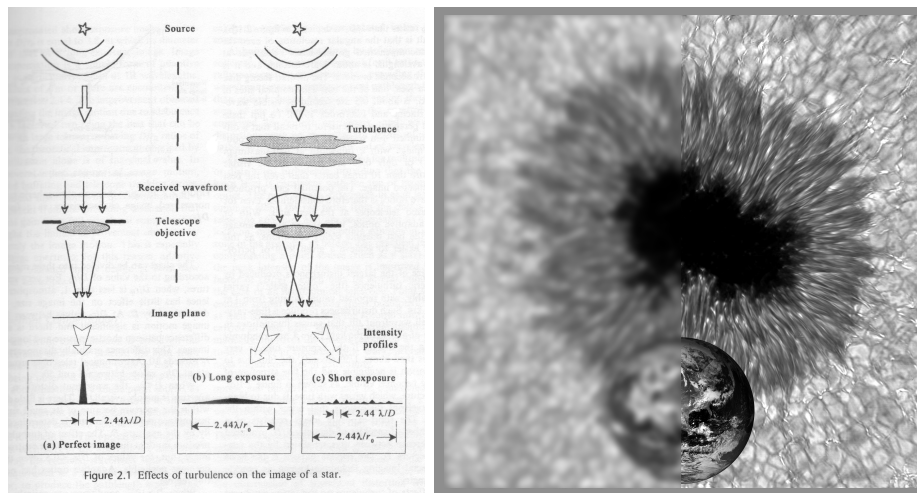 Source
Turbulence
Received wavefront
Telescope
objective
Image plane
Intensity
profiles
2.44λ/D
(a) Perfect image
(b) Long exposure
2.44λ/r₀
(c) Short exposure
2.44 λ/D
2.44λ/r₀
Figure 2.1 Effects of turbulence on the image of a star.